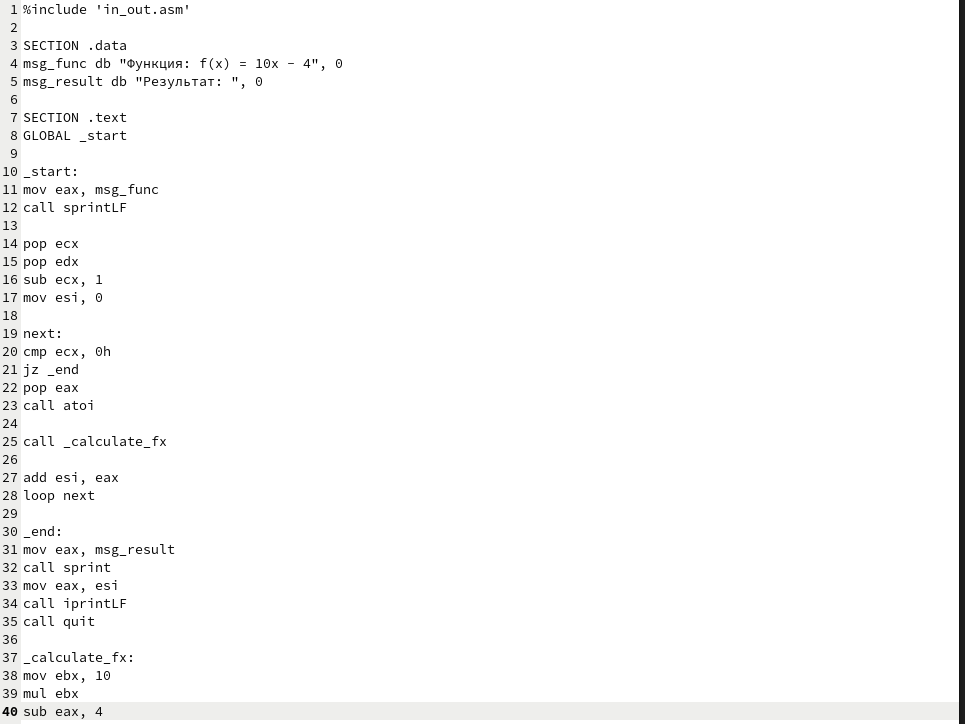 1 %include 'in_out.asm'
2
3 SECTION .data
4 msg_func db "Функция: f(x) = 10x - 4", 0
5 msg_result db "Результат: ", 0
6
7 SECTION .text
8 GLOBAL _start
9
10 _start:
11 mov eax, msg_func
12 call sprintLF
13
14 pop ecx
15 pop edx
16 sub ecx, 1
17 mov esi, 0
18
19 next:
20 cmp ecx, 0h
21 jz _end
22 pop eax
23 call atoi
24
25 call _calculate_fx
26
27 add esi, eax
28 loop next
29
30 _end:
31 mov eax, msg_result
32 call sprint
33 mov eax, esi
34 call iprintLF
35 call quit
36
37 _calculate_fx:
38 mov ebx, 10
39 mul ebx
40 sub eax, 4